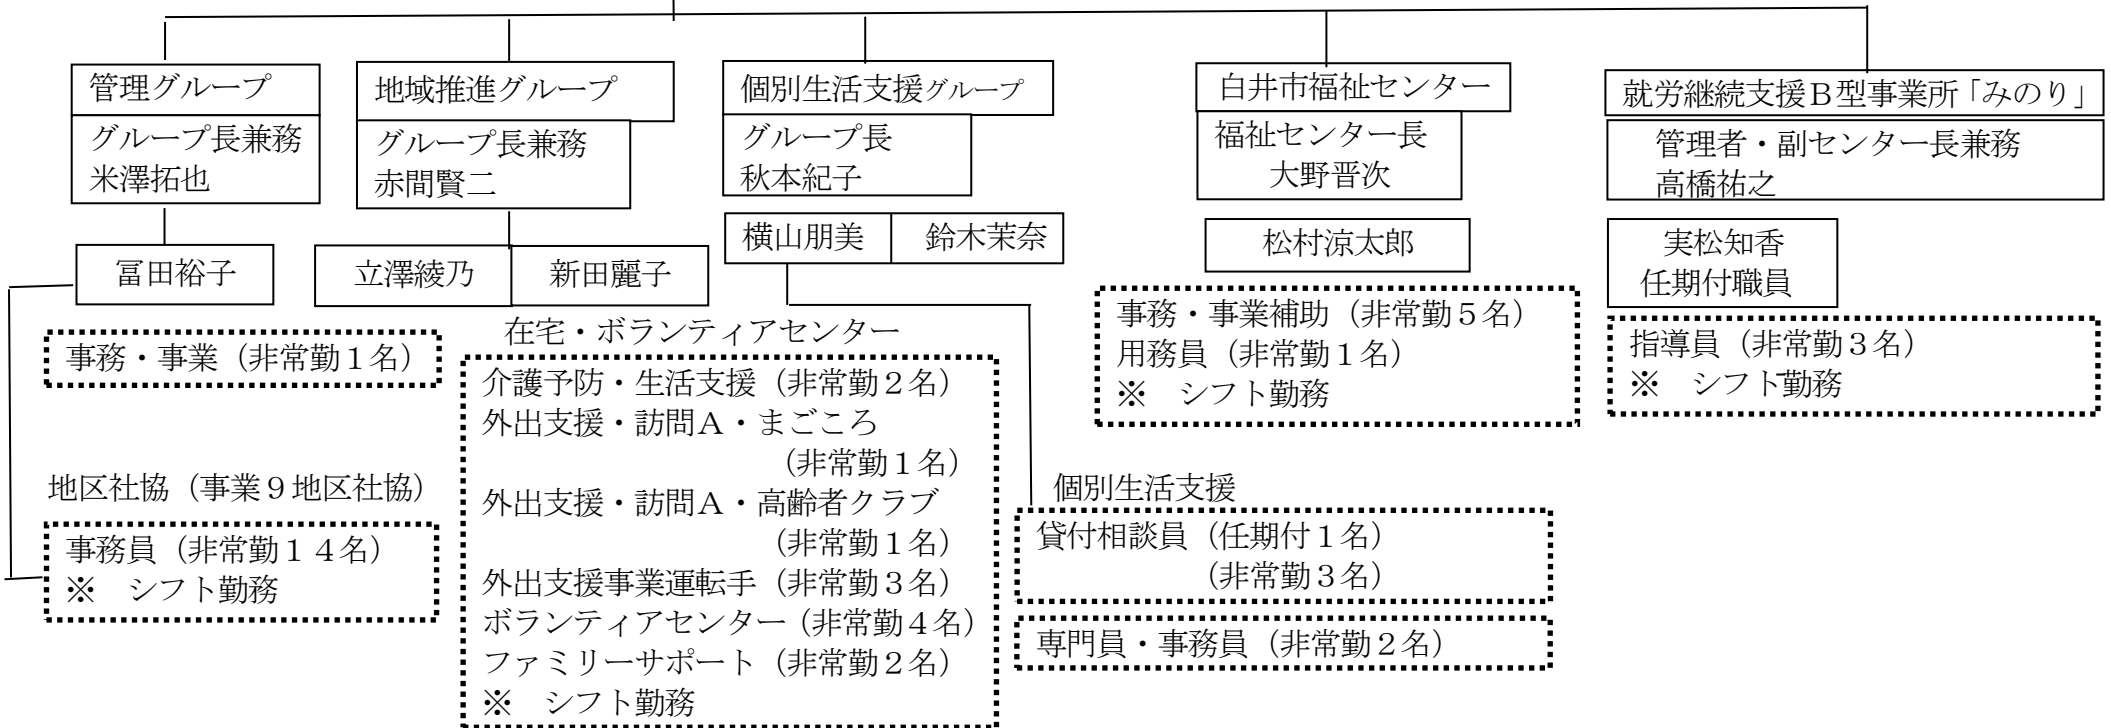 管理グループ
グループ長兼務
米澤拓也
冨田裕子
事務・事業（非常勤１名）
地区社協（事業９地区社協）
事務員（非常勤１４名）
※　シフト勤務
地域推進グループ
グループ長兼務
赤間賢二
立澤綾乃
新田麗子
在宅・ボランティアセンター
介護予防・生活支援（非常勤２名）
外出支援・訪問Ａ・まごころ
（非常勤１名）
外出支援・訪問Ａ・高齢者クラブ
（非常勤１名）
外出支援事業運転手（非常勤３名）
ボランティアセンター（非常勤４名）
ファミリーサポート（非常勤２名）
※　シフト勤務
個別生活支援グループ
グループ長
秋本紀子
横山朋美
鈴木茉奈
個別生活支援
貸付相談員（任期付１名）
（非常勤３名）
専門員・事務員（非常勤２名）
白井市福祉センター
福祉センター長
大野晋次
松村涼太郎
事務・事業補助（非常勤５名）
用務員（非常勤１名）
※　シフト勤務
就労継続支援Ｂ型事業所「みのり」
管理者・副センター長兼務
高橋祐之
実松知香
任期付職員
指導員（非常勤３名）
※　シフト勤務